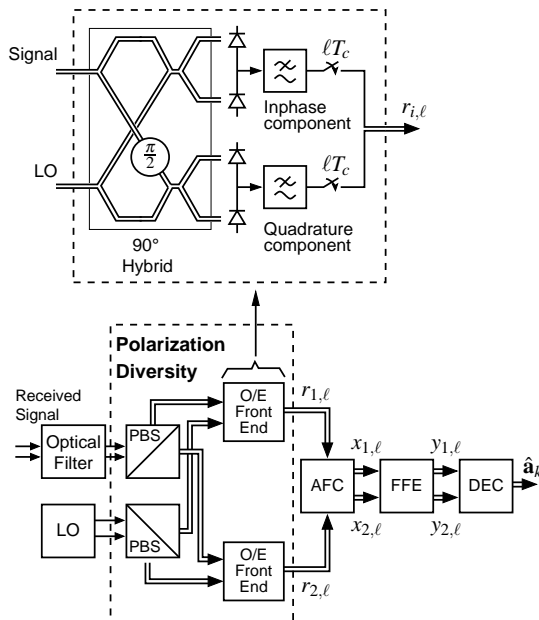 Signal
LO
π/2
ℓT_c
Inphase
component
ℓT_c
Quadrature
component
r_{i,ℓ}
90°
Hybrid
Polarization
Diversity
Received
Signal
Optical
Filter
LO
PBS
PBS
O/E
Front
End
O/E
Front
End
r_{1,ℓ}
r_{2,ℓ}
AFC
x_{1,ℓ}
x_{2,ℓ}
FFE
y_{1,ℓ}
y_{2,ℓ}
DEC
â_k